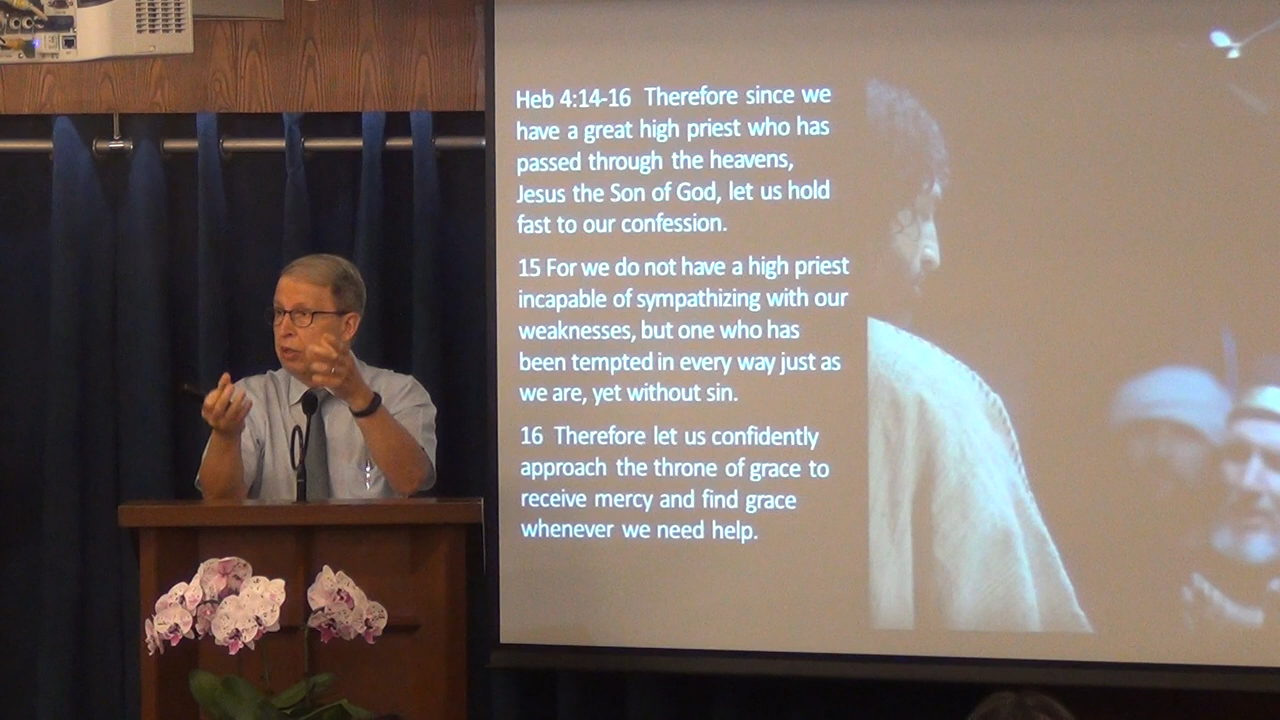 Heb 4:14-16 Therefore since we
have a great high priest who has
passed through the heavens,
Jesus the Son of God, let us hold
fast to our confession.
15 For we do not have a high priest
incapable of sympathizing with our
weaknesses, but one who has
been tempted in every way just as
we are, yet without sin.
16 Therefore let us confidently
approach the throne of grace to
receive mercy and find grace
whenever we need help.